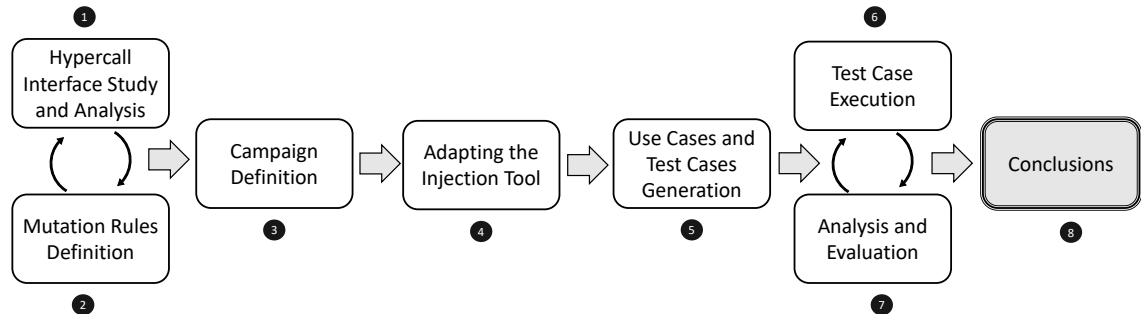 1
Hypercall
Interface Study
and Analysis
Mutation Rules
Definition
2
Campaign
Definition
3
Adapting the
Injection Tool
4
Use Cases and
Test Cases
Generation
5
6
Test Case
Execution
Analysis and
Evaluation
7
Conclusions
8